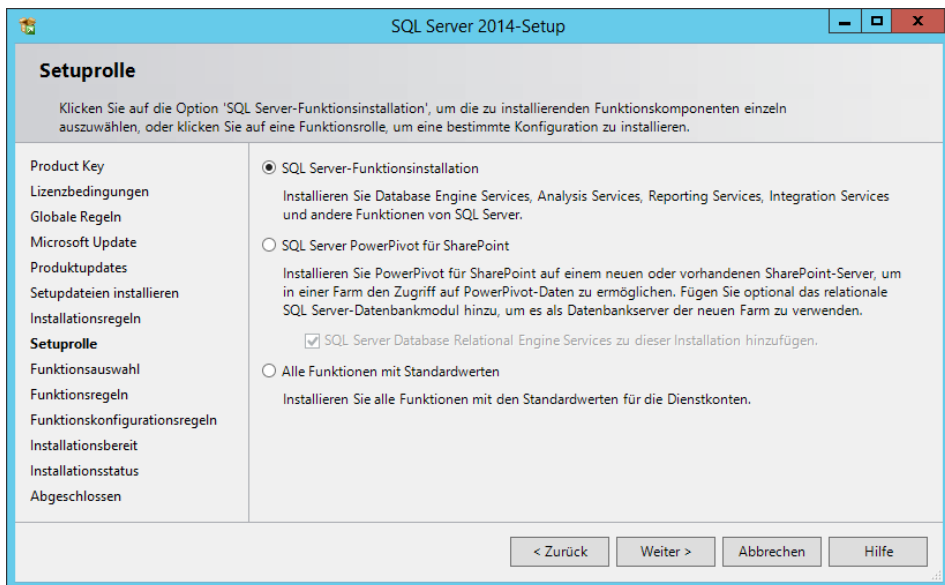 SQL Server 2014-Setup
Setuprolle
Klicken Sie auf die Option 'SQL Server-Funktionsinstallation', um die zu installierenden Funktionskomponenten einzeln
auszuwählen, oder klicken Sie auf eine Funktionsrolle, um eine bestimmte Konfiguration zu installieren.
Product Key
Lizenzbedingungen
Globale Regeln
Microsoft Update
Produktupdates
Setupdateien installieren
Installationsregeln
Setuprolle
Funktionsauswahl
Funktionsregeln
Funktionskonfigurationsregeln
Installationsbereit
Installationsstatus
Abgeschlossen
SQL Server-Funktionsinstallation
Installieren Sie Database Engine Services, Analysis Services, Reporting Services, Integration Services
und andere Funktionen von SQL Server.
SQL Server PowerPivot für SharePoint
Installieren Sie PowerPivot für SharePoint auf einem neuen oder vorhandenen SharePoint-Server, um
in einer Farm den Zugriff auf PowerPivot-Daten zu ermöglichen. Fügen Sie optional das relationale
SQL Server-Datenbankmodul hinzu, um es als Datenbankserver der neuen Farm zu verwenden.
SQL Server Database Relational Engine Services zu dieser Installation hinzufügen.
Alle Funktionen mit Standardwerten
Installieren Sie alle Funktionen mit den Standardwerten für die Dienstkonten.
< Zurück
Weiter >
Abbrechen
Hilfe